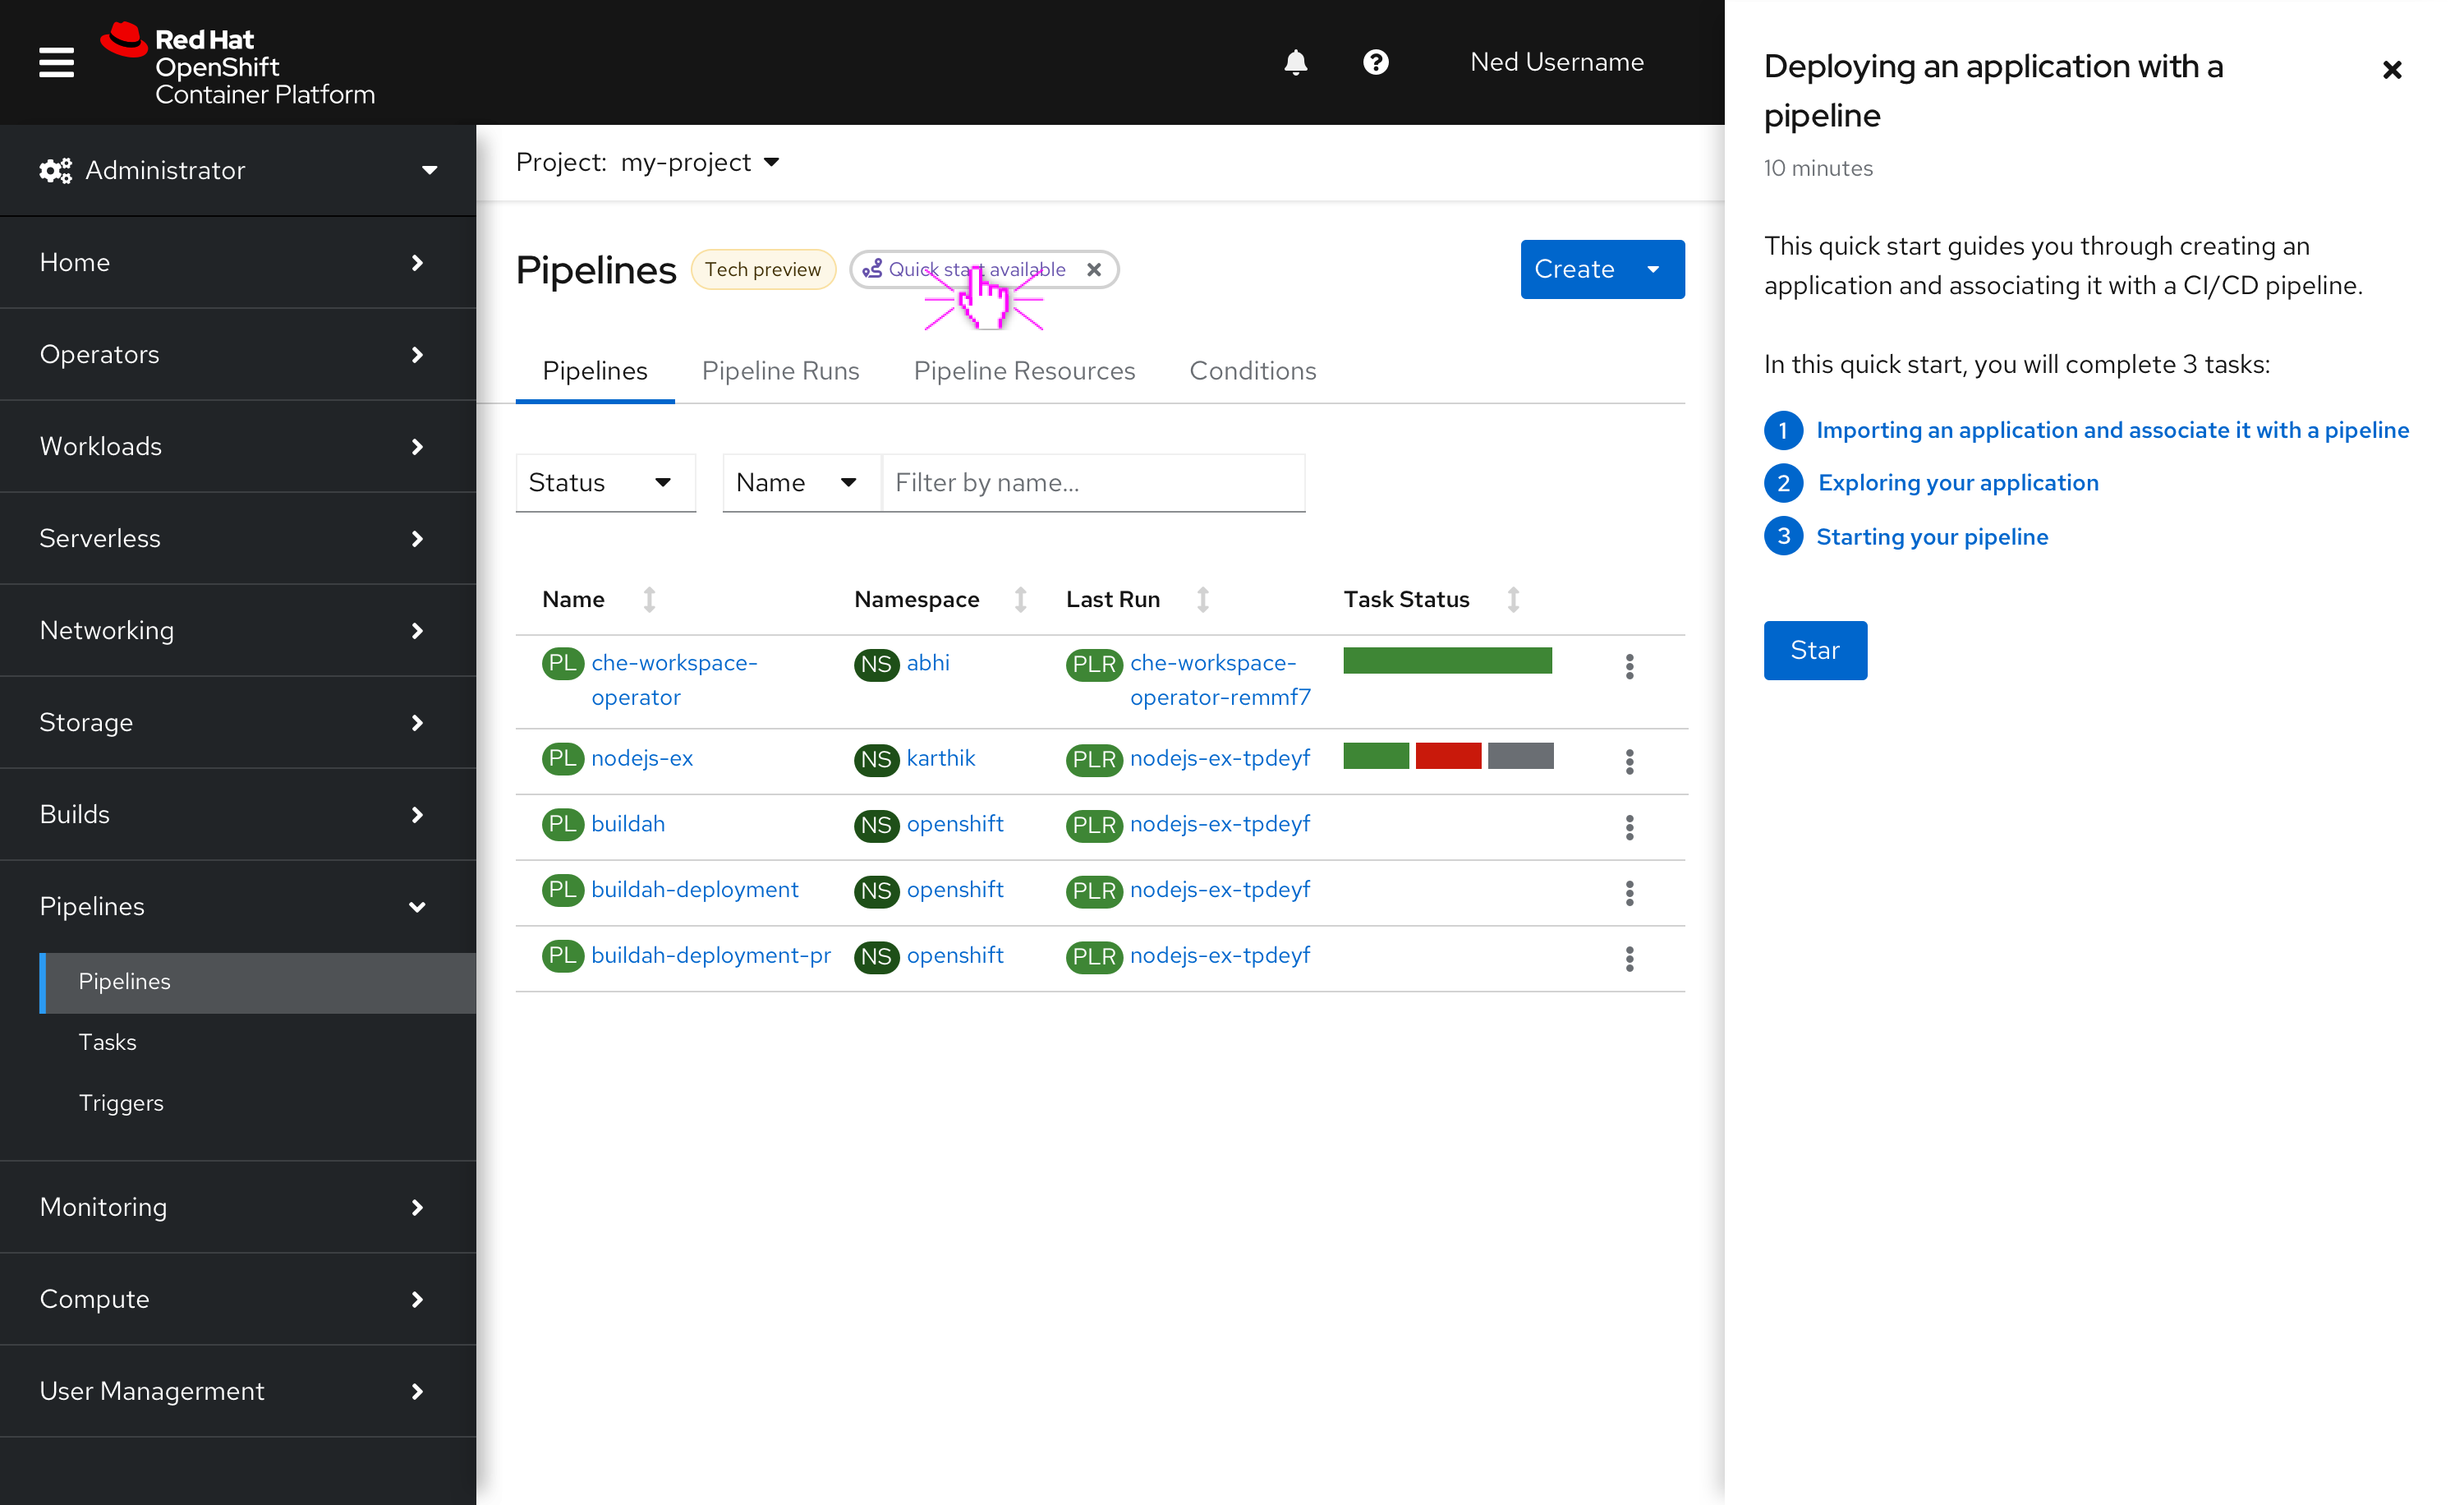 Red Hat
OpenShift
Container Platform
Ned Username
Administrator
Home
Operators
Workloads
Serverless
Networking
Storage
Builds
Pipelines
Pipelines
Tasks
Triggers
Monitoring
Compute
User Managerment
Project: my-project
Pipelines Tech preview Quick start available
Create
Pipelines Pipeline Runs Pipeline Resources Conditions
Status Name Filter by name...
Name Namespace Last Run Task Status
PL che-workspace- NS abhi PLR che-workspace-
operator operator-remmf7
PL nodejs-ex NS karthik PLR nodejs-ex-tpdeyf
PL buildah NS openshift PLR nodejs-ex-tpdeyf
PL buildah-deployment NS openshift PLR nodejs-ex-tpdeyf
PL buildah-deployment-pr NS openshift PLR nodejs-ex-tpdeyf
Deploying an application with a
pipeline
10 minutes
This quick start guides you through creating an
application and associating it with a CI/CD pipeline.
In this quick start, you will complete 3 tasks:
1 Importing an application and associate it with a pipeline
2 Exploring your application
3 Starting your pipeline
Star